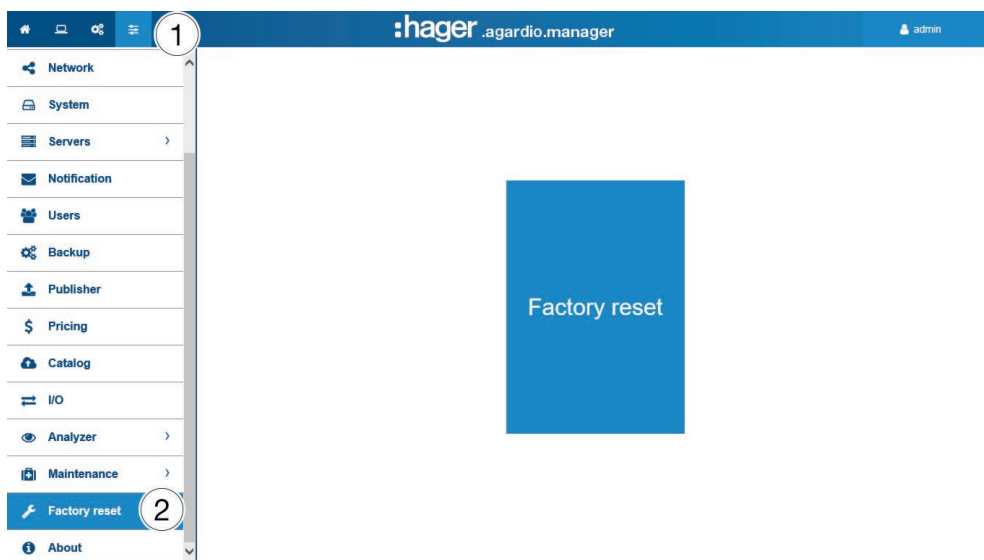 1
:hager .agardio.manager
admin
Network
System
Servers
Notification
Users
Backup
Publisher
Pricing
Catalog
I/O
Analyzer
Maintenance
Factory reset 2
About
Factory reset